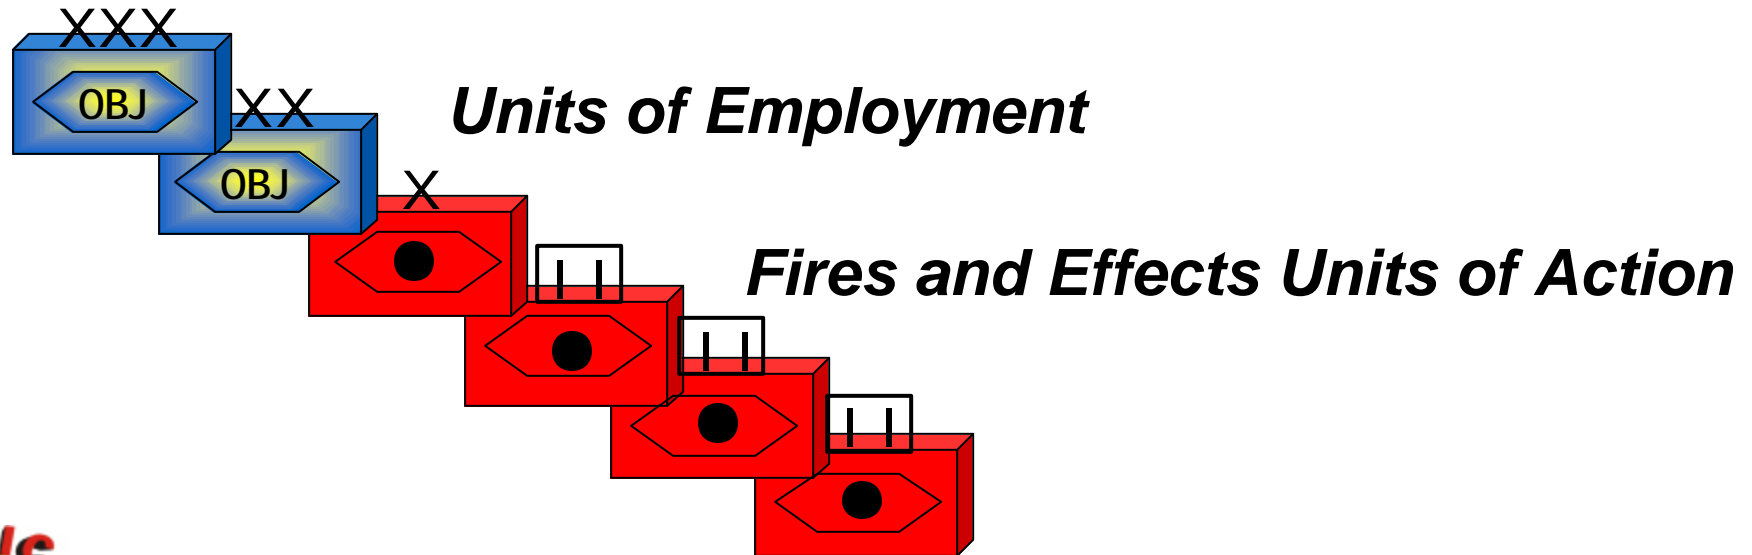 XXX
OBJ
XX
Units of Employment
OBJ
X
Fires and Effects Units of Action
I I
I I
I I